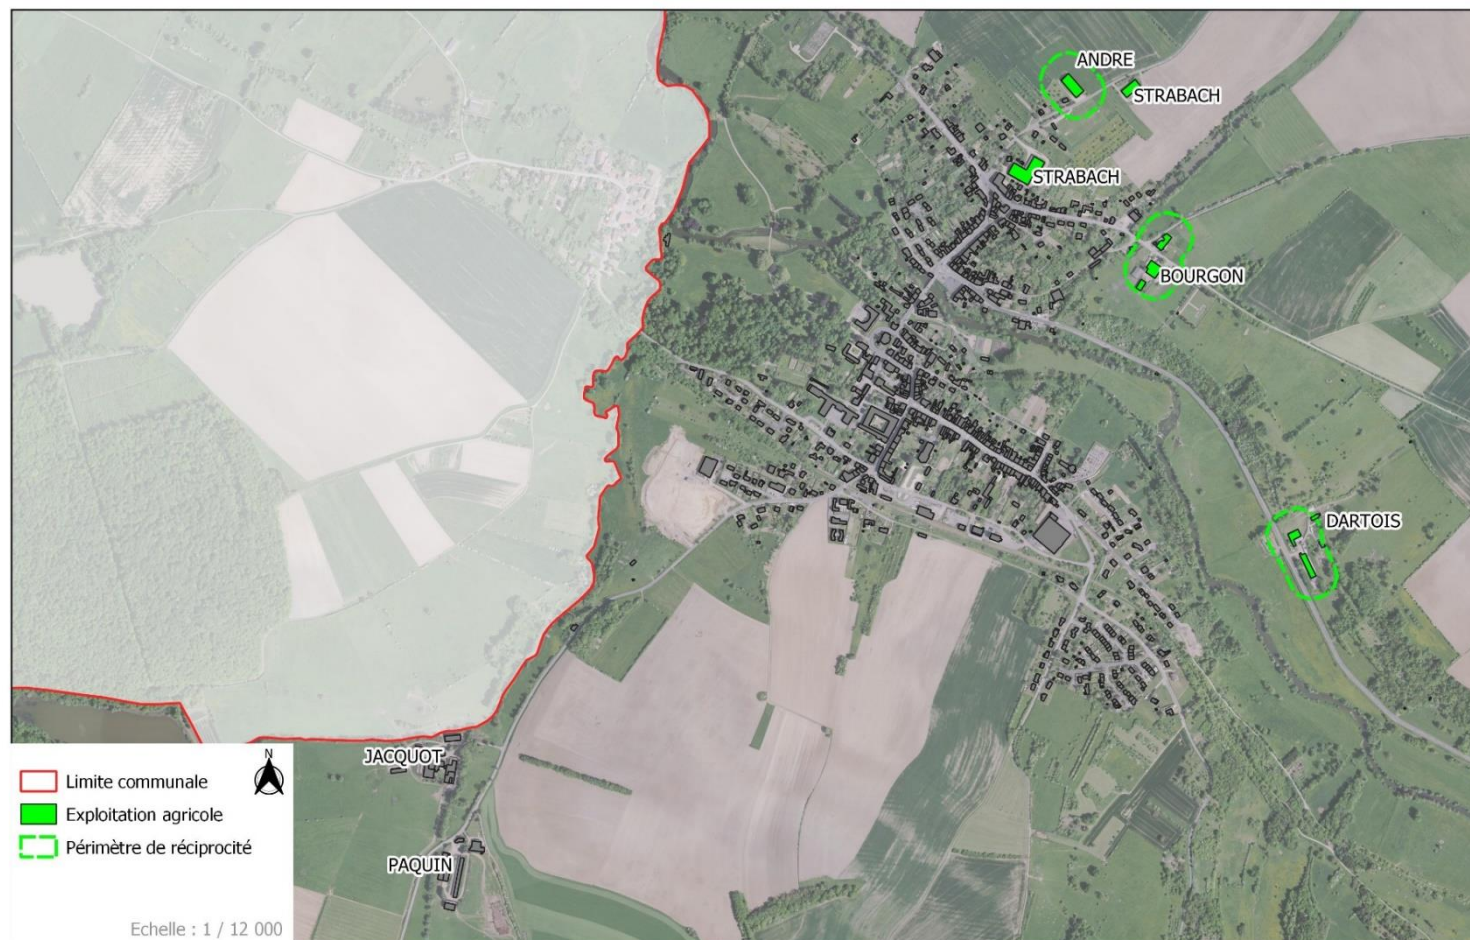 ANDRE
STRABACH
STRABACH
BOURGON
DARTOIS
JACQUOT
PAQUIN
N
Limite communale
Exploitation agricole
Périmètre de réciprocité
Echelle : 1 / 12 000